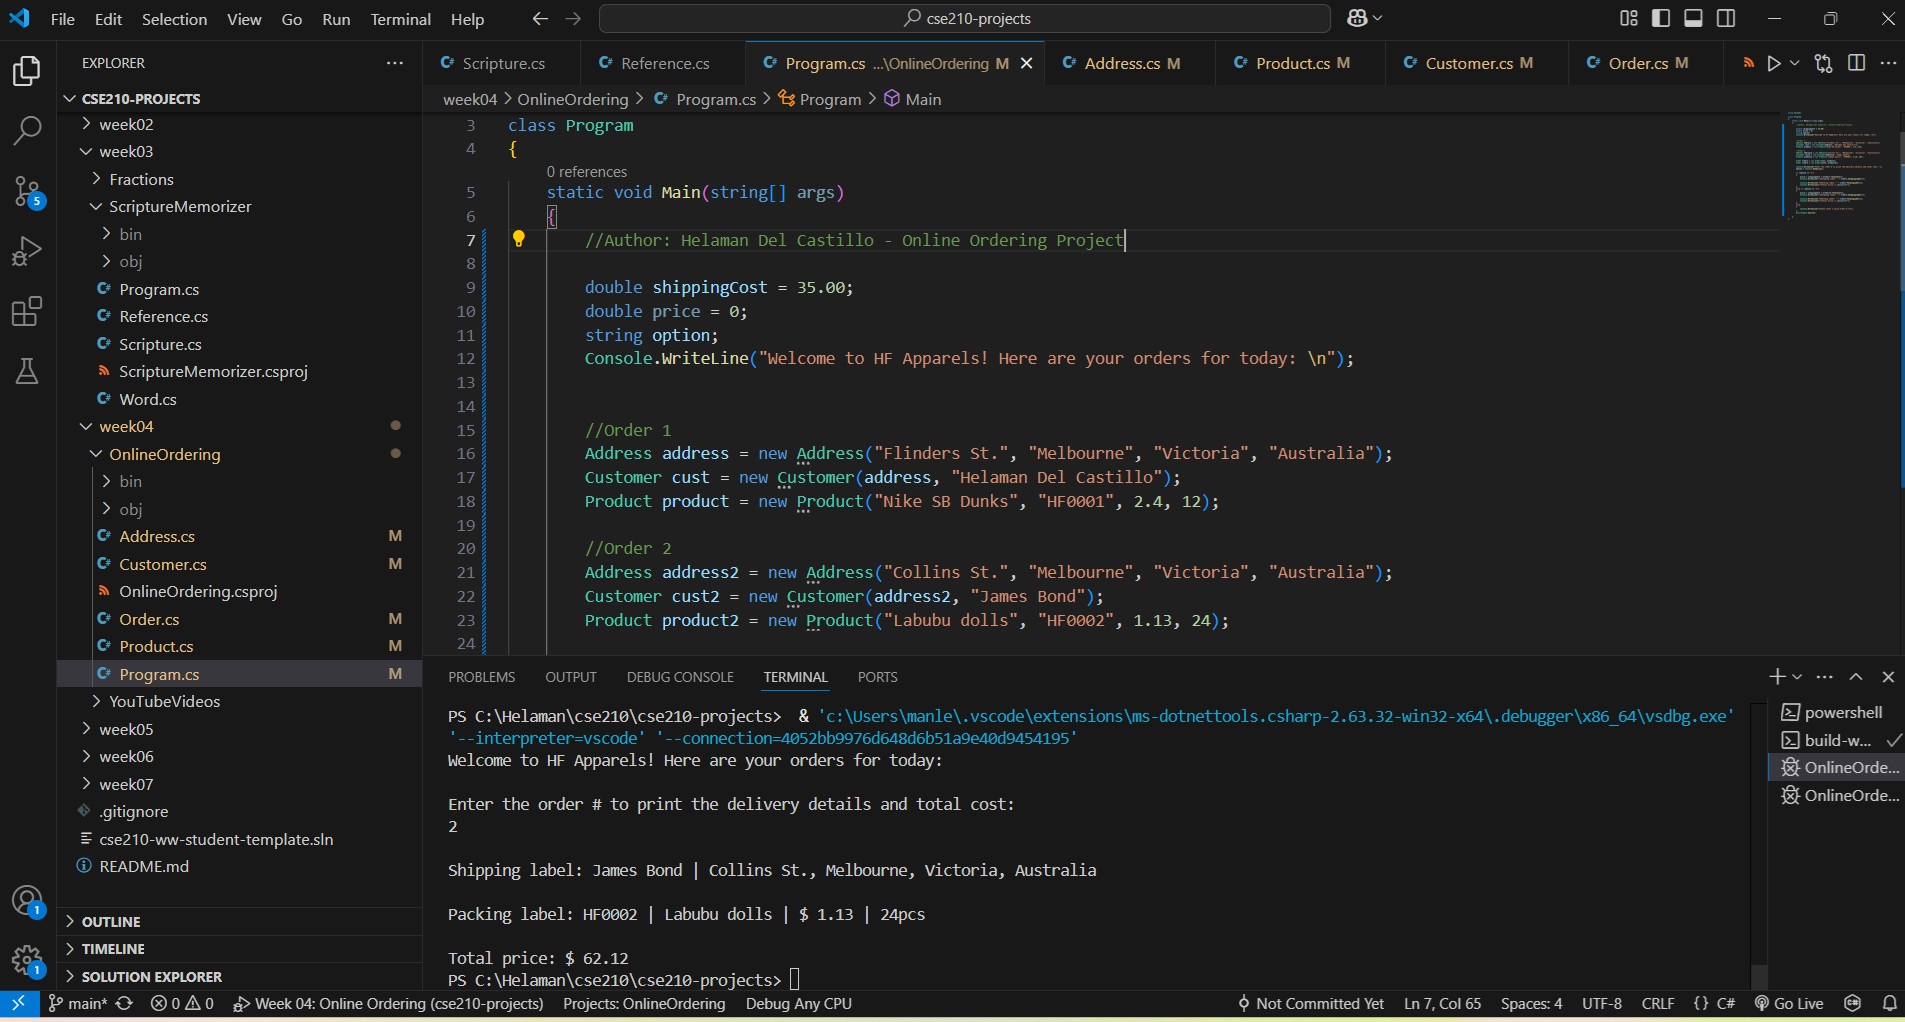 File Edit Selection View Go Run Terminal Help
cse210-projects
EXPLORER
CSE210-PROJECTS
week02
week03
Fractions
ScriptureMemorizer
bin
obj
Program.cs
Reference.cs
Scripture.cs
ScriptureMemorizer.csproj
Word.cs
week04
OnlineOrdering
bin
obj
Address.cs M
Customer.cs M
OnlineOrdering.csproj
Order.cs M
Product.cs M
Program.cs M
YouTubeVideos
week05
week06
week07
.gitignore
cse210-ww-student-template.sln
README.md
OUTLINE
TIMELINE
SOLUTION EXPLORER
5
1
1
Scripture.cs Reference.cs Program.cs ...\OnlineOrdering M Address.cs M Product.cs M Customer.cs M Order.cs M
week04 > OnlineOrdering > Program.cs > Program > Main
3 class Program
4 {
0 references
5 static void Main(string[] args)
6 {
7 //Author: Helaman Del Castillo - Online Ordering Project
8
9 double shippingCost = 35.00;
10 double price = 0;
11 string option;
12 Console.WriteLine("Welcome to HF Apparels! Here are your orders for today: \n");
13
14
15 //Order 1
16 Address address = new Address("Flinders St.", "Melbourne", "Victoria", "Australia");
17 Customer cust = new Customer(address, "Helaman Del Castillo");
18 Product product = new Product("Nike SB Dunks", "HF0001", 2.4, 12);
19
20 //Order 2
21 Address address2 = new Address("Collins St.", "Melbourne", "Victoria", "Australia");
22 Customer cust2 = new Customer(address2, "James Bond");
23 Product product2 = new Product("Labubu dolls", "HF0002", 1.13, 24);
24
PROBLEMS OUTPUT DEBUG CONSOLE TERMINAL PORTS
PS C:\Helaman\cse210\cse210-projects> & 'c:\Users\manle\.vscode\extensions\ms-dotnettools.csharp-2.63.32-win32-x64\.debugger\x86_64\vsdbg.exe'
'--interpreter=vscode' '--connection=4052bb9976d648d6b51a9e40d9454195'
Welcome to HF Apparels! Here are your orders for today:
Enter the order # to print the delivery details and total cost:
2
Shipping label: James Bond | Collins St., Melbourne, Victoria, Australia
Packing label: HF0002 | Labubu dolls | $ 1.13 | 24pcs
Total price: $ 62.12
PS C:\Helaman\cse210\cse210-projects>
powershell
build-w...
OnlineOrde...
OnlineOrde...
main* 0 0 Week 04: Online Ordering (cse210-projects) Projects: OnlineOrdering Debug Any CPU Not Committed Yet Ln 7, Col 65 Spaces: 4 UTF-8 CRLF {} C# Go Live